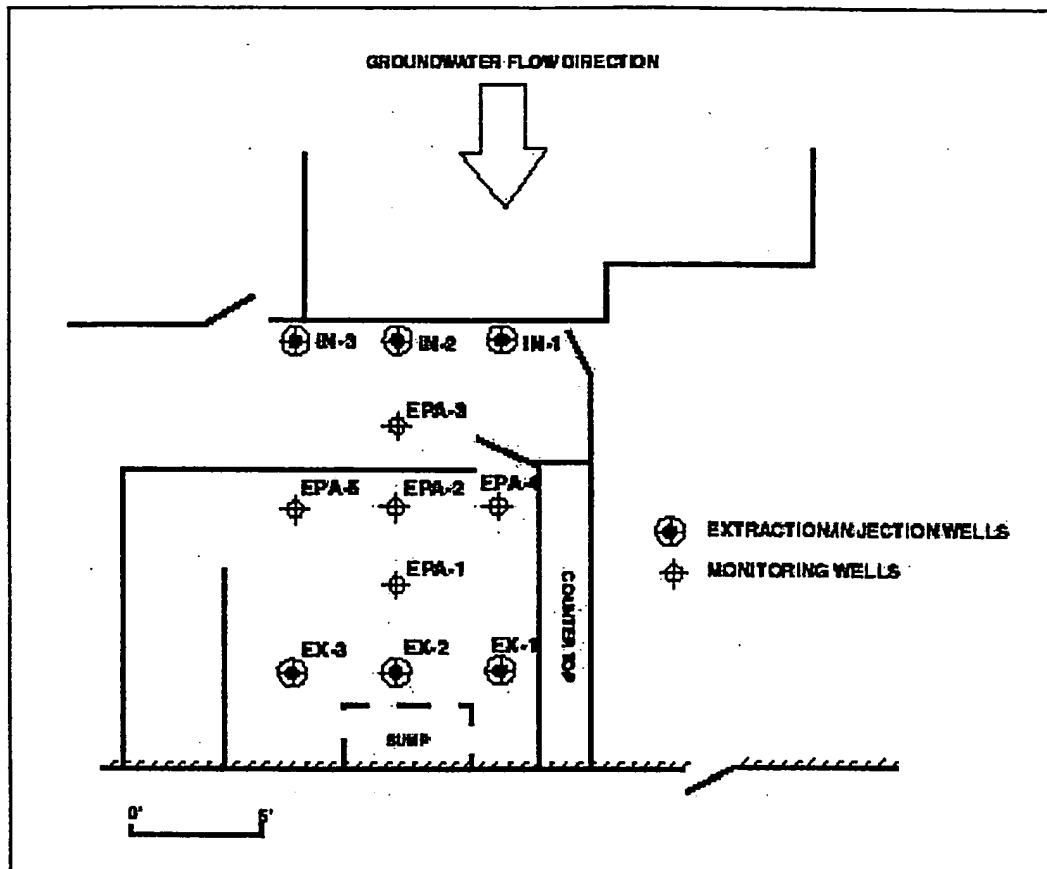 GROUNDWATER FLOW DIRECTION
IN-3 IN-2 IN-1
EPA-3
EPA-5 EPA-2 EPA-4
EXTRACTION/INJECTION WELLS
MONITORING WELLS
EPA-1
COUNTER TOP
EX-3 EX-2 EX-1
SUMP
0' 5'